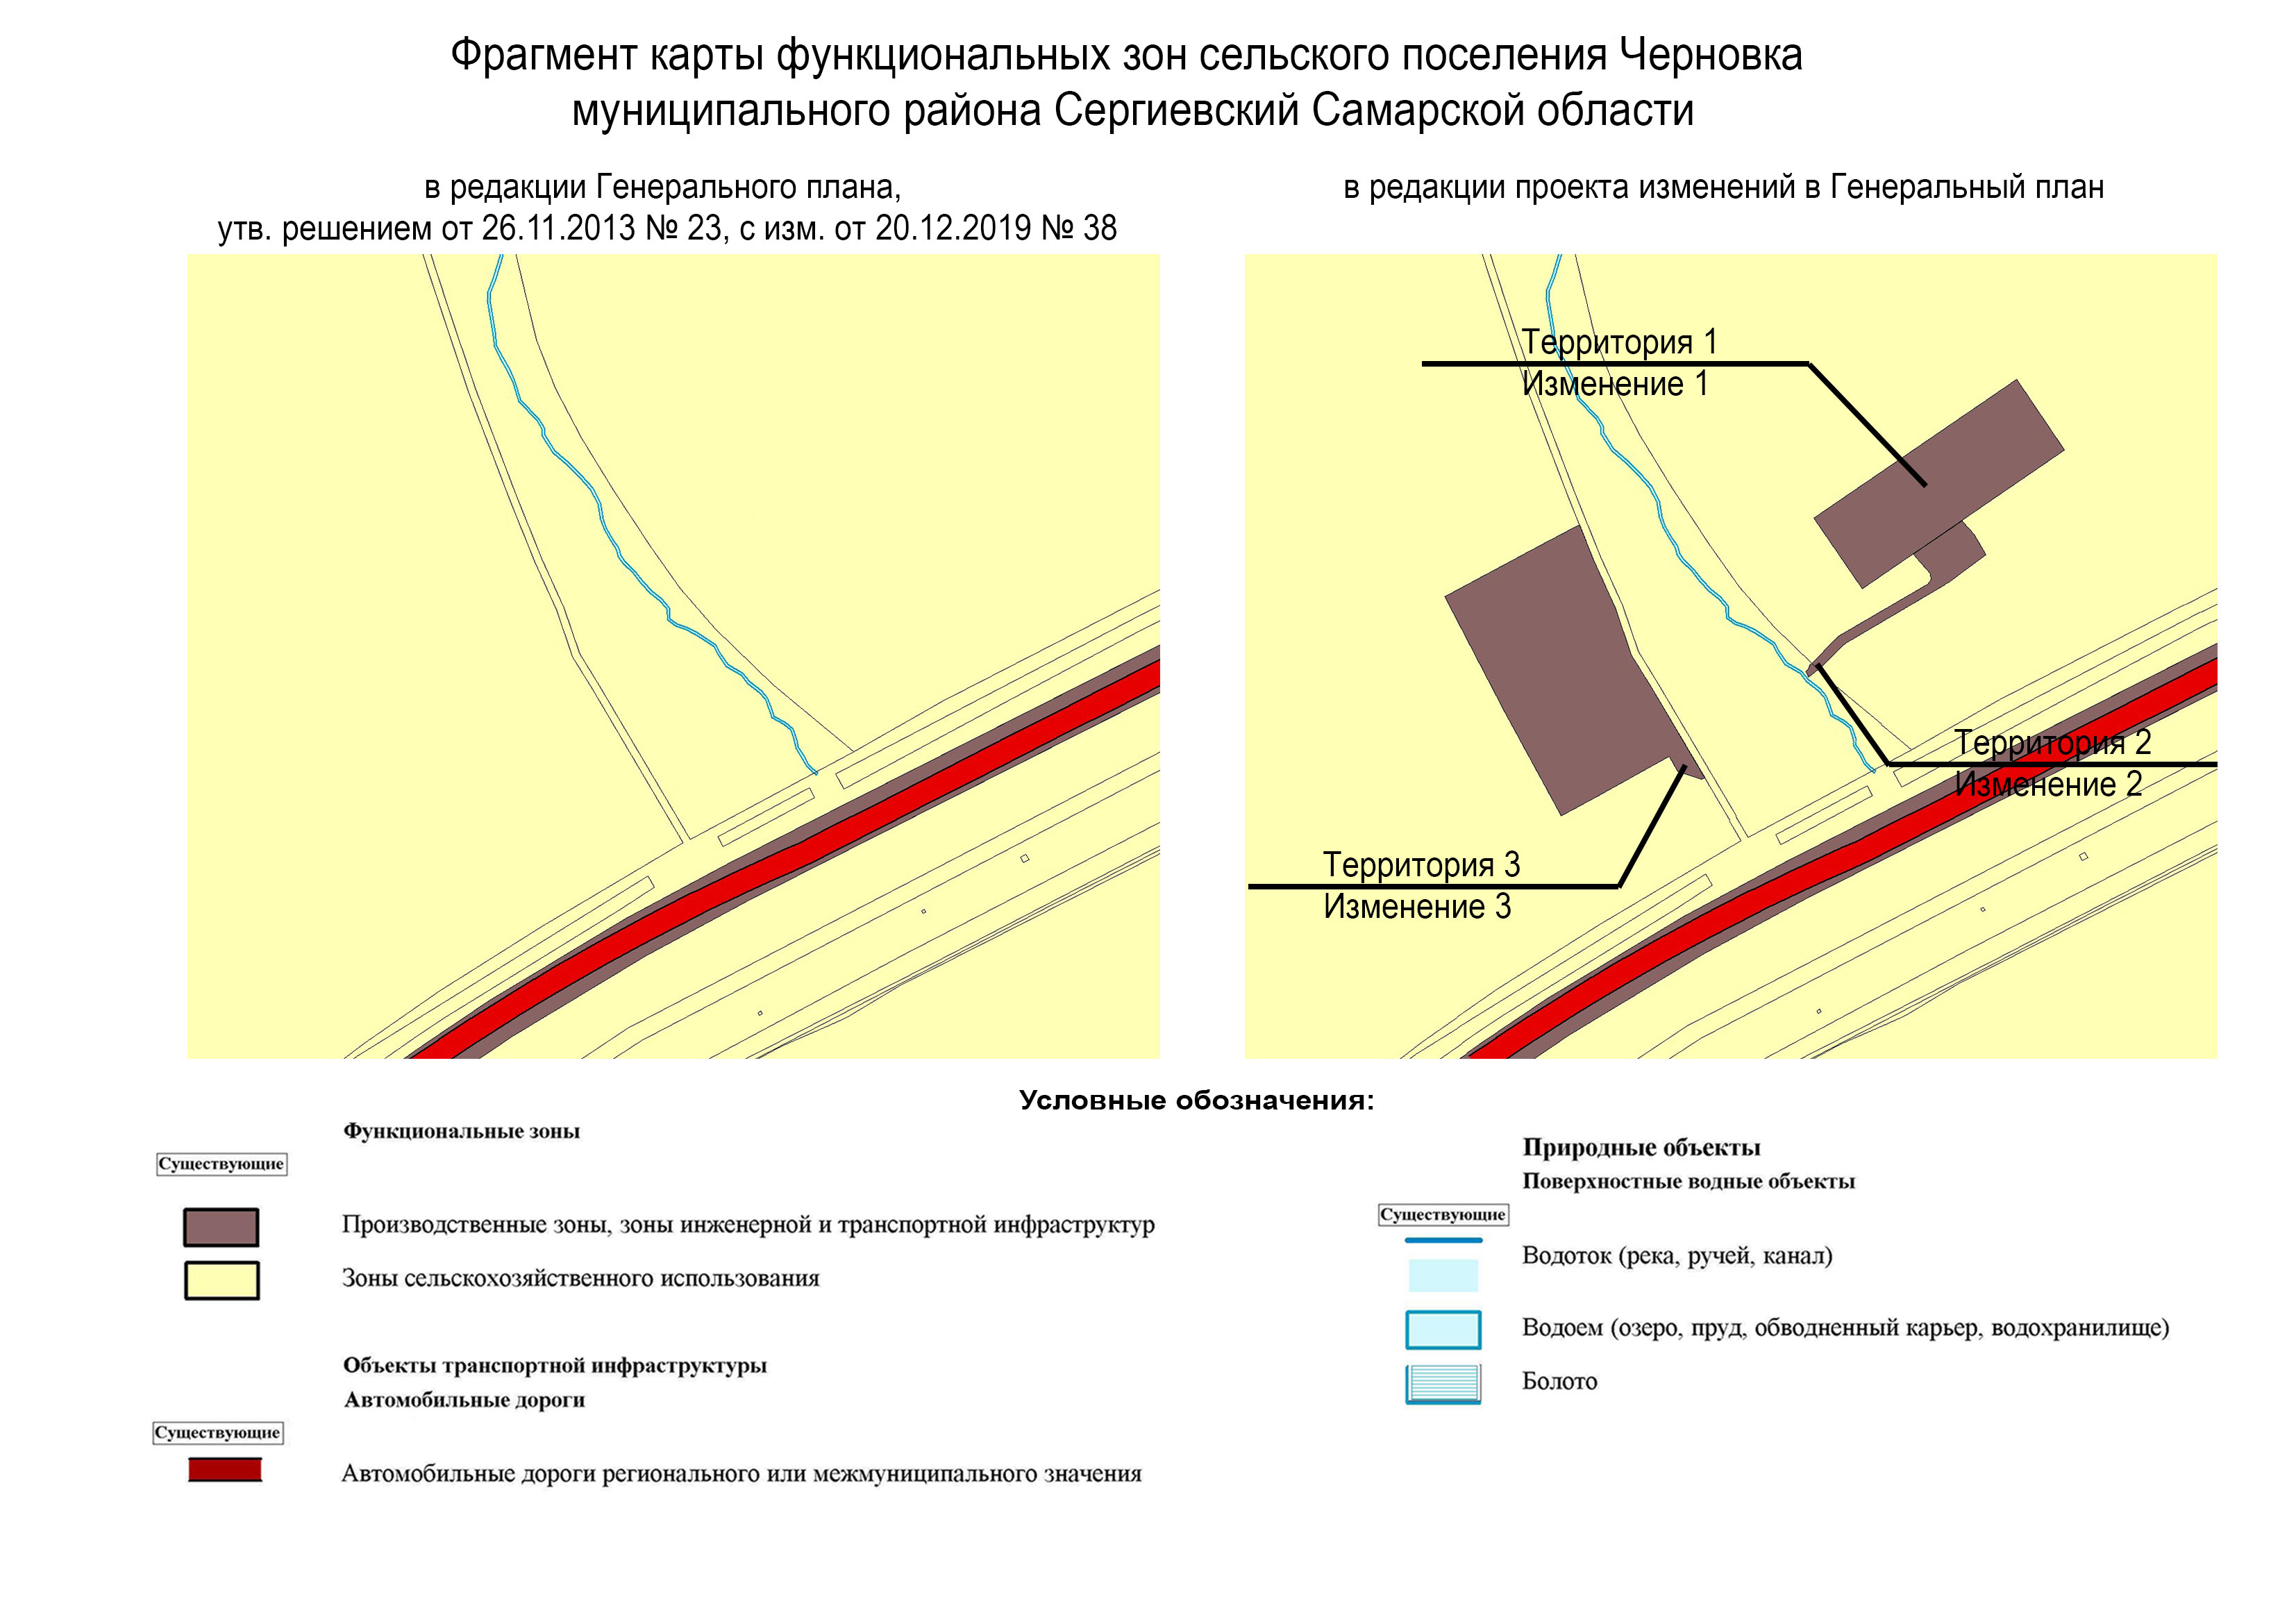 Фрагмент карты функциональных зон сельского поселения Черновка
муниципального района Сергиевский Самарской области
в редакции Генерального плана,
утв. решением от 26.11.2013 № 23, с изм. от 20.12.2019 № 38
в редакции проекта изменений в Генеральный план
Территория 1
Изменение 1
Территория 2
Изменение 2
Территория 3
Изменение 3
Условные обозначения:
Функциональные зоны
Существующие
Производственные зоны, зоны инженерной и транспортной инфраструктур
Зоны сельскохозяйственного использования
Объекты транспортной инфраструктуры
Автомобильные дороги
Существующие
Автомобильные дороги регионального или межмуниципального значения
Природные объекты
Поверхностные водные объекты
Существующие
Водоток (река, ручей, канал)
Водоем (озеро, пруд, обводненный карьер, водохранилище)
Болото